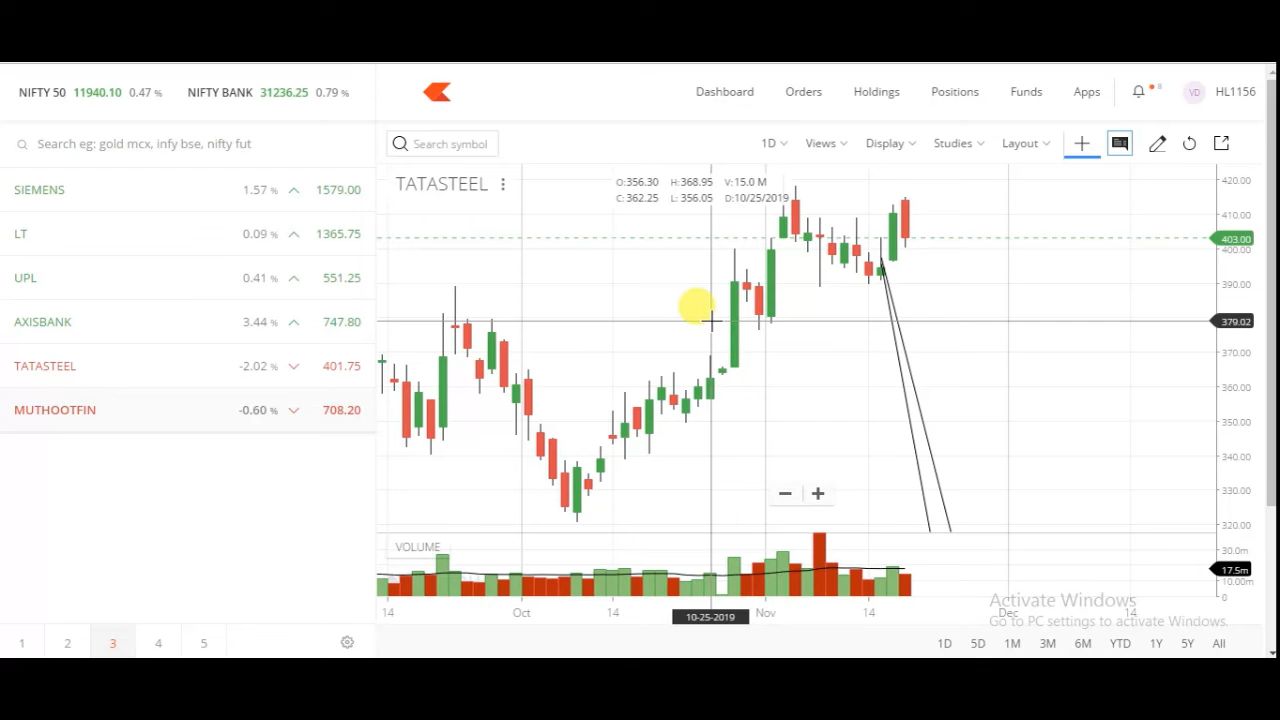 NIFTY 50 11940.10 0.47 % NIFTY BANK 31236.25 0.79 %
Dashboard Orders Holdings Positions Funds Apps 8 VD HL1156
Search eg: gold mcx, infy bse, nifty fut
Search symbol 1D Views Display Studies Layout
SIEMENS 1.57 % 1579.00
LT 0.09 % 1365.75
UPL 0.41 % 551.25
AXISBANK 3.44 % 747.80
TATASTEEL -2.02 % 401.75
MUTHOOTFIN -0.60 % 708.20
TATASTEEL
O:356.30 H:368.95 V:15.0 M
C:362.25 L: 356.05 D:10/25/2019
420.00
410.00
403.00
400.00
390.00
379.02
370.00
360.00
350.00
340.00
330.00
320.00
VOLUME
30.0m
17.5m
10.00m
0
14 Oct 14 10-25-2019 Nov 14 Dec 14
Activate Windows
Go to PC settings to activate Windows.
1 2 3 4 5
1D 5D 1M 3M 6M YTD 1Y 5Y All